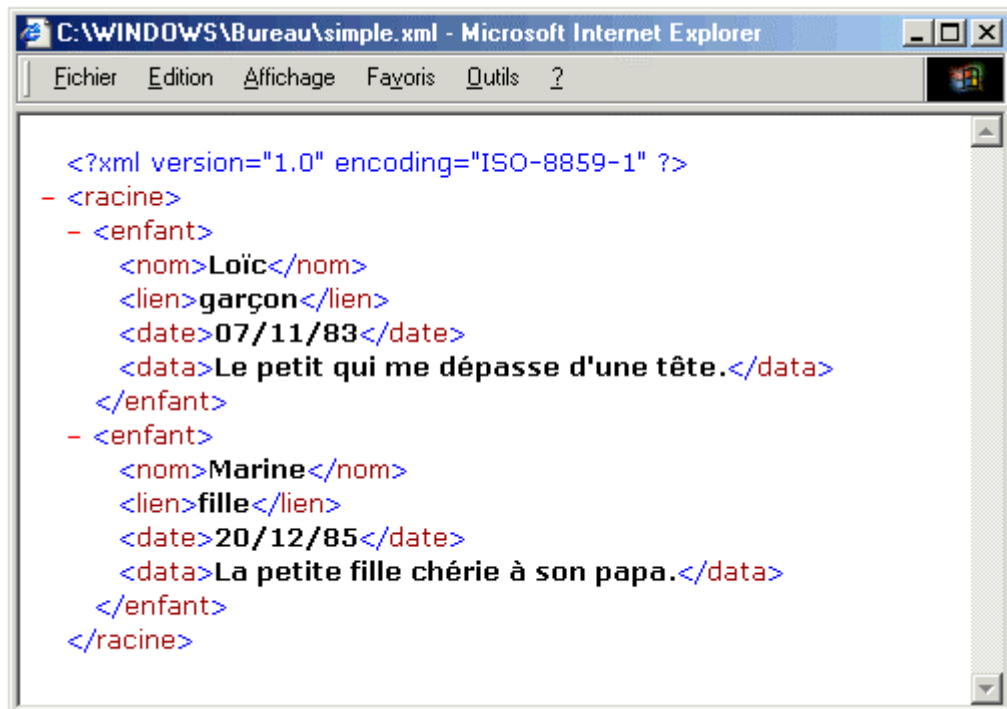 C:\WINDOWS\Bureau\simple.xml - Microsoft Internet Explorer
Fichier Edition Affichage Favoris Outils ?
<?xml version="1.0" encoding="ISO-8859-1" ?>
- <racine>
- <enfant>
<nom>Loïc</nom>
<lien>garçon</lien>
<date>07/11/83</date>
<data>Le petit qui me dépasse d'une tête.</data>
</enfant>
- <enfant>
<nom>Marine</nom>
<lien>fille</lien>
<date>20/12/85</date>
<data>La petite fille chérie à son papa.</data>
</enfant>
</racine>